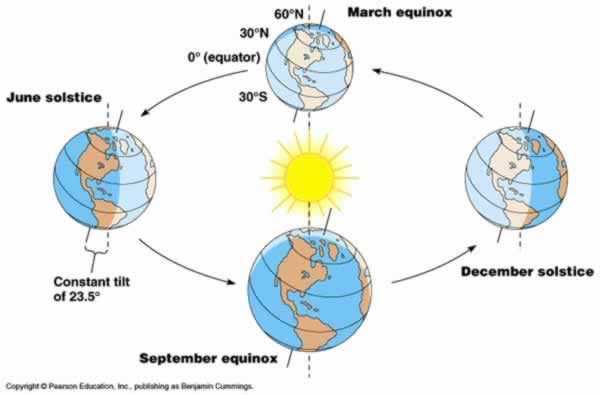 60°N
March equinox
30°N
0° (equator)
30°S
June solstice
Constant tilt
of 23.5°
September equinox
December solstice
Copyright © Pearson Education, Inc., publishing as Benjamin Cummings.